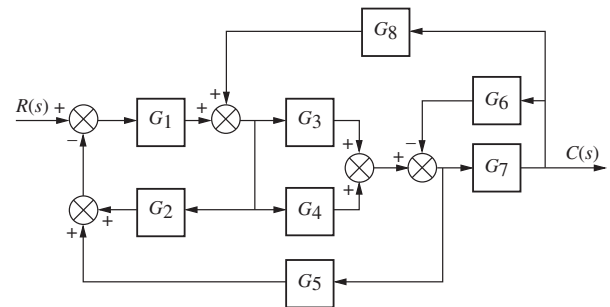 G8
G6
R(s) + G1 + + G3 + − + G7 C(s)
−
+ + G2 G4 +
+ G5